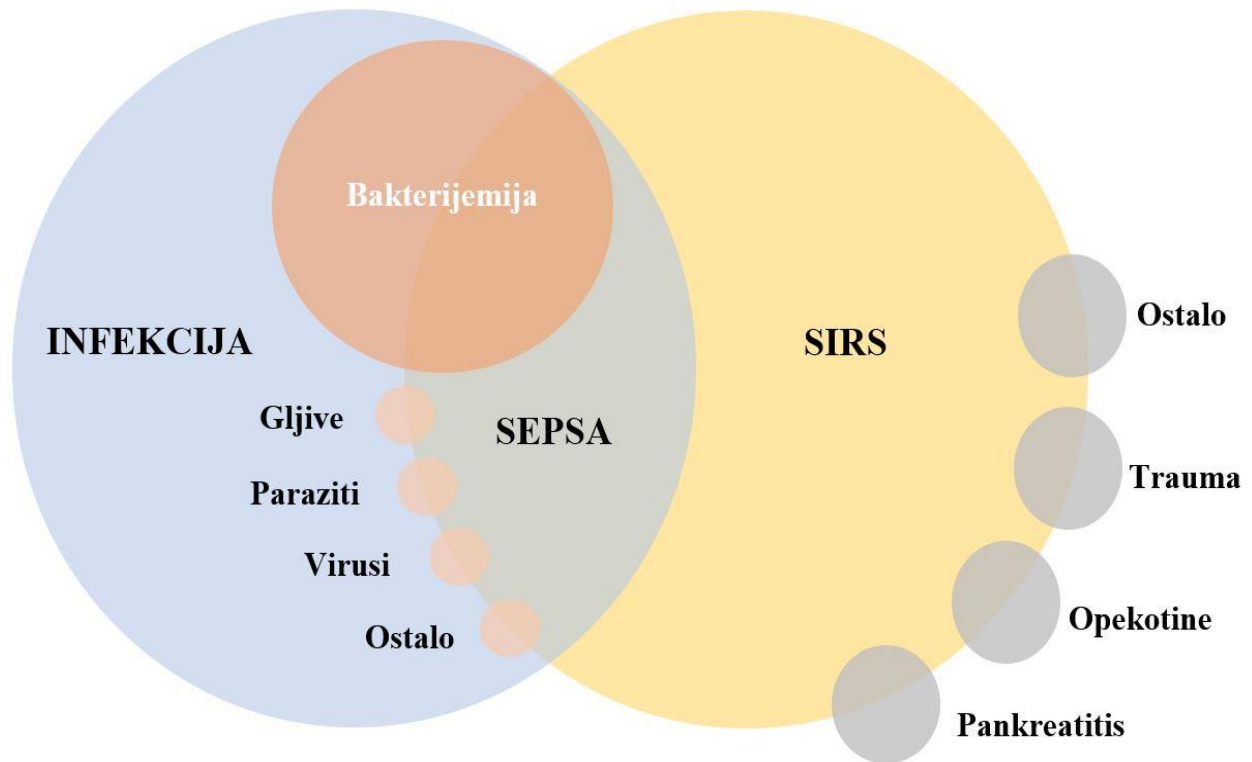 Bakterijemija
INFEKCIJA
SIRS
Ostalo
Gljive
SEPSA
Trauma
Paraziti
Virusi
Opekotine
Ostalo
Pankreatitis